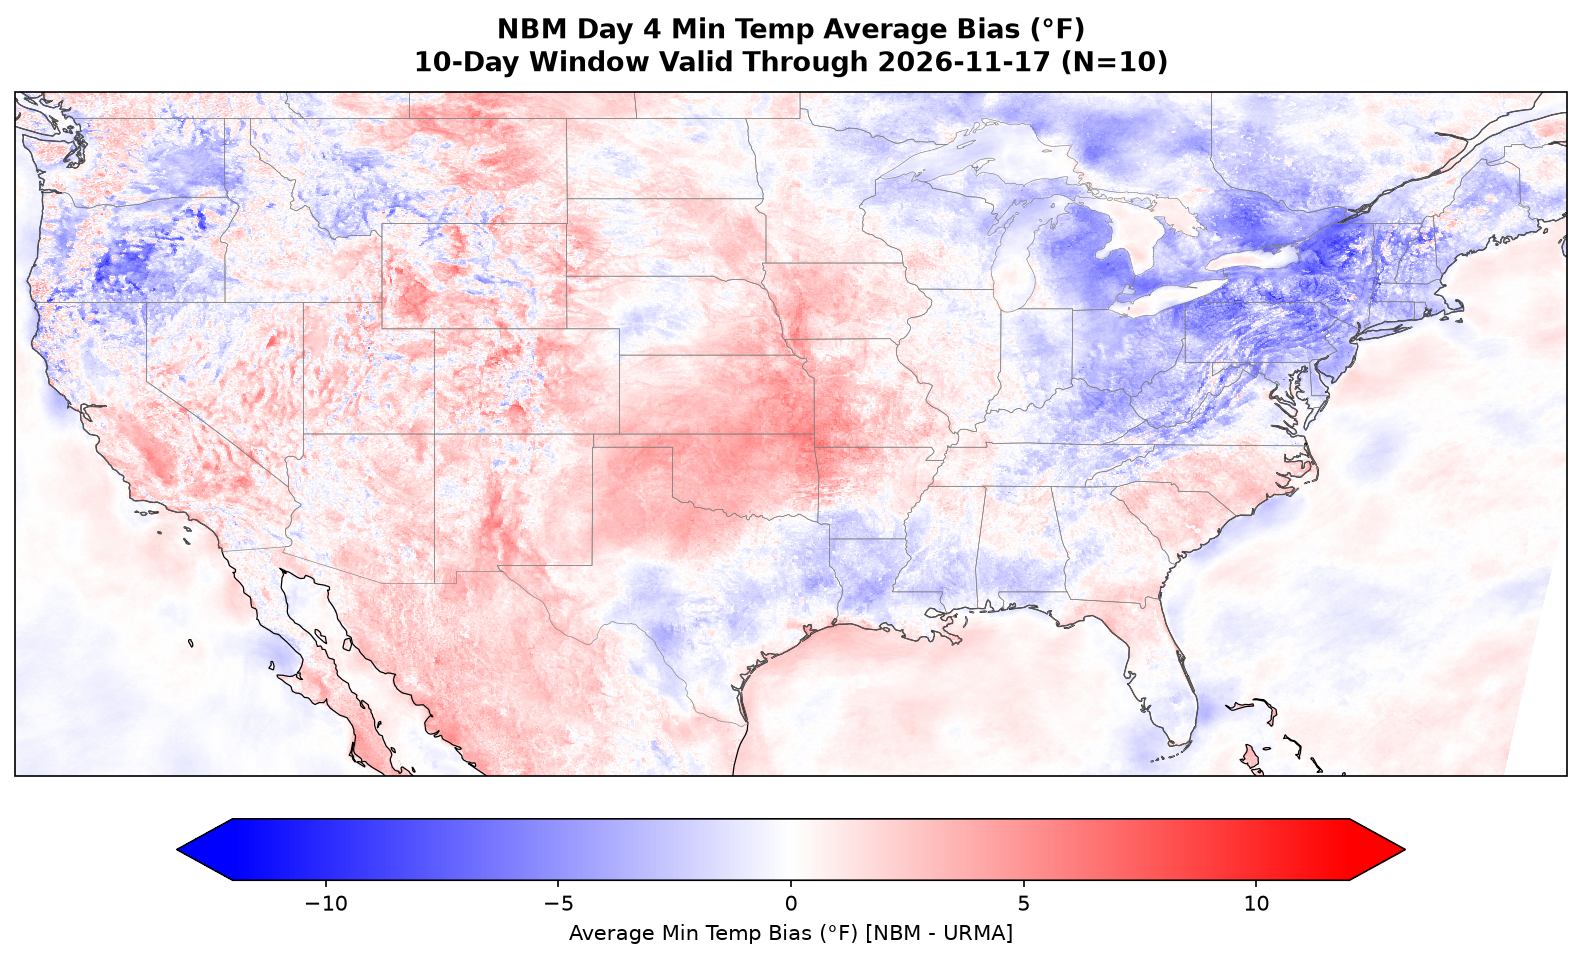 NBM Day 4 Min Temp Average Bias (°F)
10-Day Window Valid Through 2026-11-17 (N=10)
−10 −5 0 5 10
Average Min Temp Bias (°F) [NBM - URMA]